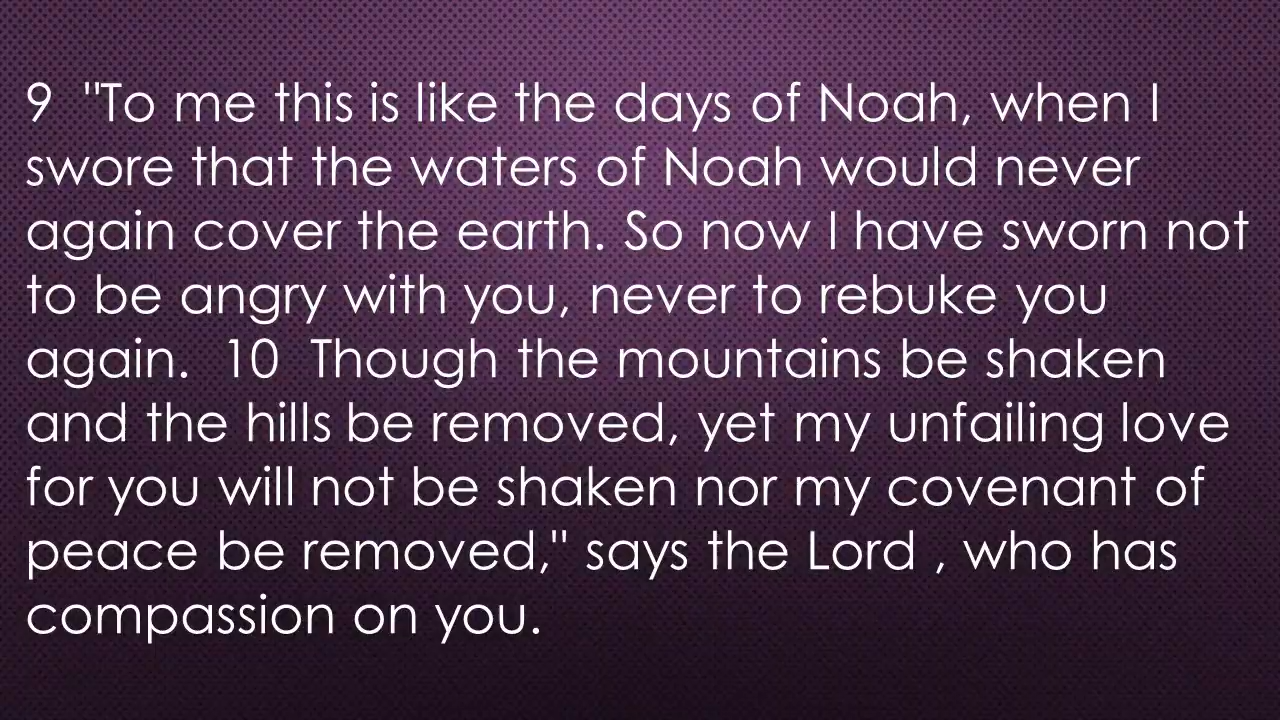 9  "To me this is like the days of Noah, when I
swore that the waters of Noah would never
again cover the earth. So now I have sworn not
to be angry with you, never to rebuke you
again.  10  Though the mountains be shaken
and the hills be removed, yet my unfailing love
for you will not be shaken nor my covenant of
peace be removed," says the Lord , who has
compassion on you.